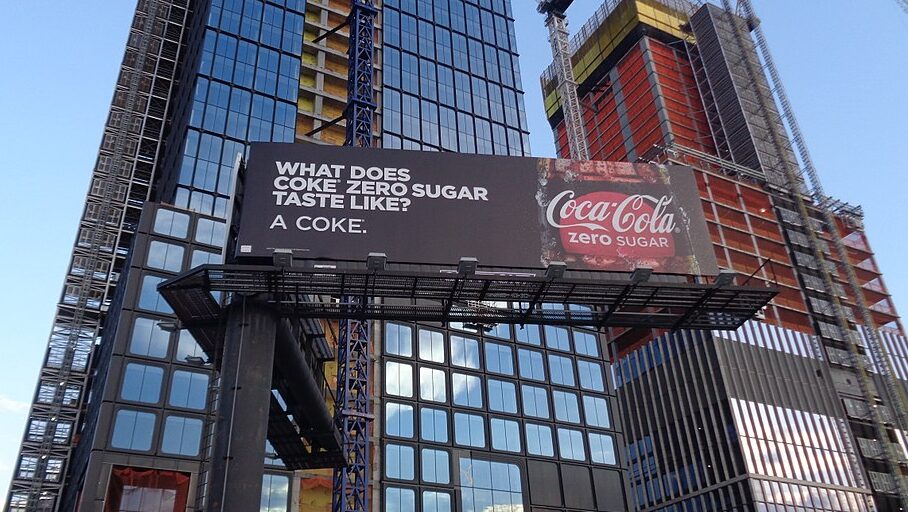 WHAT DOES
COKE® ZERO SUGAR
TASTE LIKE?
A COKE.
Coca-Cola®
zero SUGAR